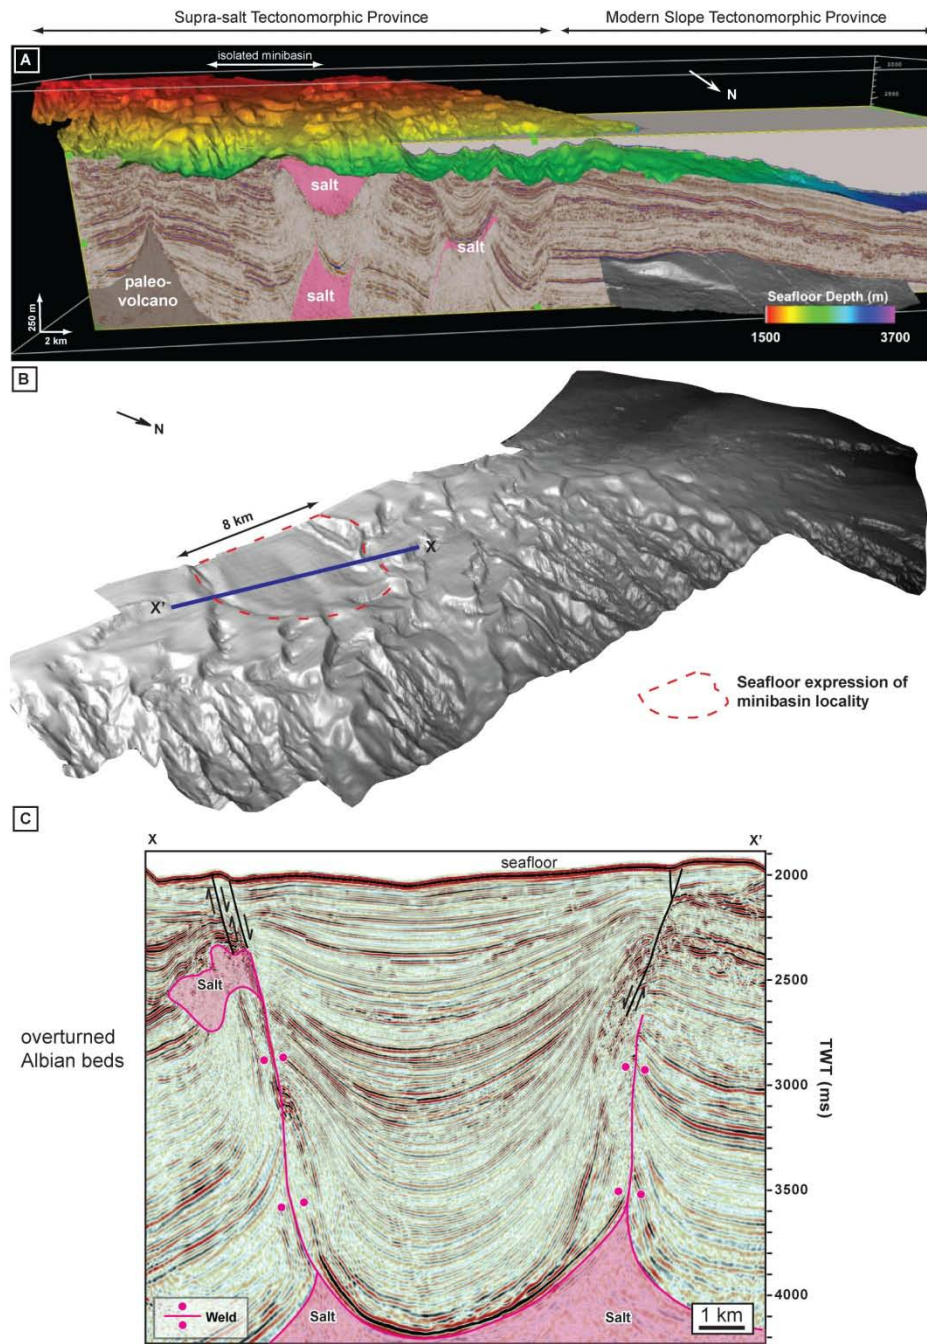 Supra-salt Tectonomorphic Province
Modern Slope Tectonomorphic Province
A
isolated minibasin
N
salt
salt
salt
paleo-
volcano
250 m
2 km
Seafloor Depth (m)
1500
3700
B
N
8 km
X
X'
Seafloor expression of
minibasin locality
C
X
X'
seafloor
2000
Salt
2500
overturned
Albian beds
TWT (ms)
3000
3500
4000
Weld
Salt
Salt
1 km